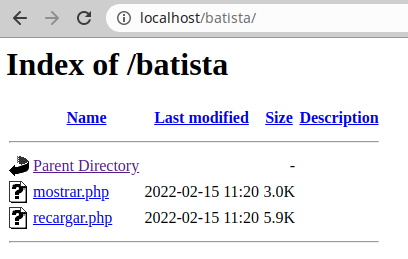 localhost/batista/
Index of /batista
Name Last modified Size Description
Parent Directory -
mostrar.php 2022-02-15 11:20 3.0K
recargar.php 2022-02-15 11:20 5.9K